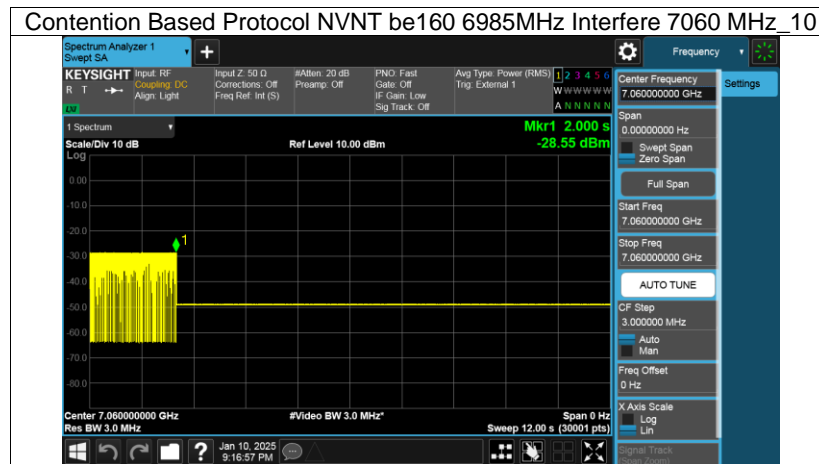 Contention Based Protocol NVNT be160 6985MHz Interfere 7060 MHz_10
Spectrum Analyzer 1
Swept SA
+
Frequency
KEYSIGHT
R T
Input: RF
Coupling: DC
Align: Light
Input Z: 50 Ω
Corrections: Off
Freq Ref: Int (S)
#Atten: 20 dB
Preamp: Off
PNO: Fast
Gate: Off
IF Gain: Low
Sig Track: Off
Avg Type: Power (RMS)
Trig: External 1
1 2 3 4 5 6
W W W W W W
A N N N N N
Center Frequency
7.060000000 GHz
Settings
Span
0.00000000 Hz
Swept Span
Zero Span
Full Span
Start Freq
7.060000000 GHz
Stop Freq
7.060000000 GHz
AUTO TUNE
CF Step
3.000000 MHz
Auto
Man
Freq Offset
0 Hz
X Axis Scale
Log
Lin
Signal Track
(Span Zoom)
1 Spectrum
Scale/Div 10 dB
Ref Level 10.00 dBm
Mkr1 2.000 s
-28.55 dBm
Log
0.00
-10.0
-20.0
-30.0
-40.0
-50.0
-60.0
-70.0
-80.0
1
Center 7.060000000 GHz
Res BW 3.0 MHz
#Video BW 3.0 MHz*
Span 0 Hz
Sweep 12.00 s (30001 pts)
?
Jan 10, 2025
9:16:57 PM